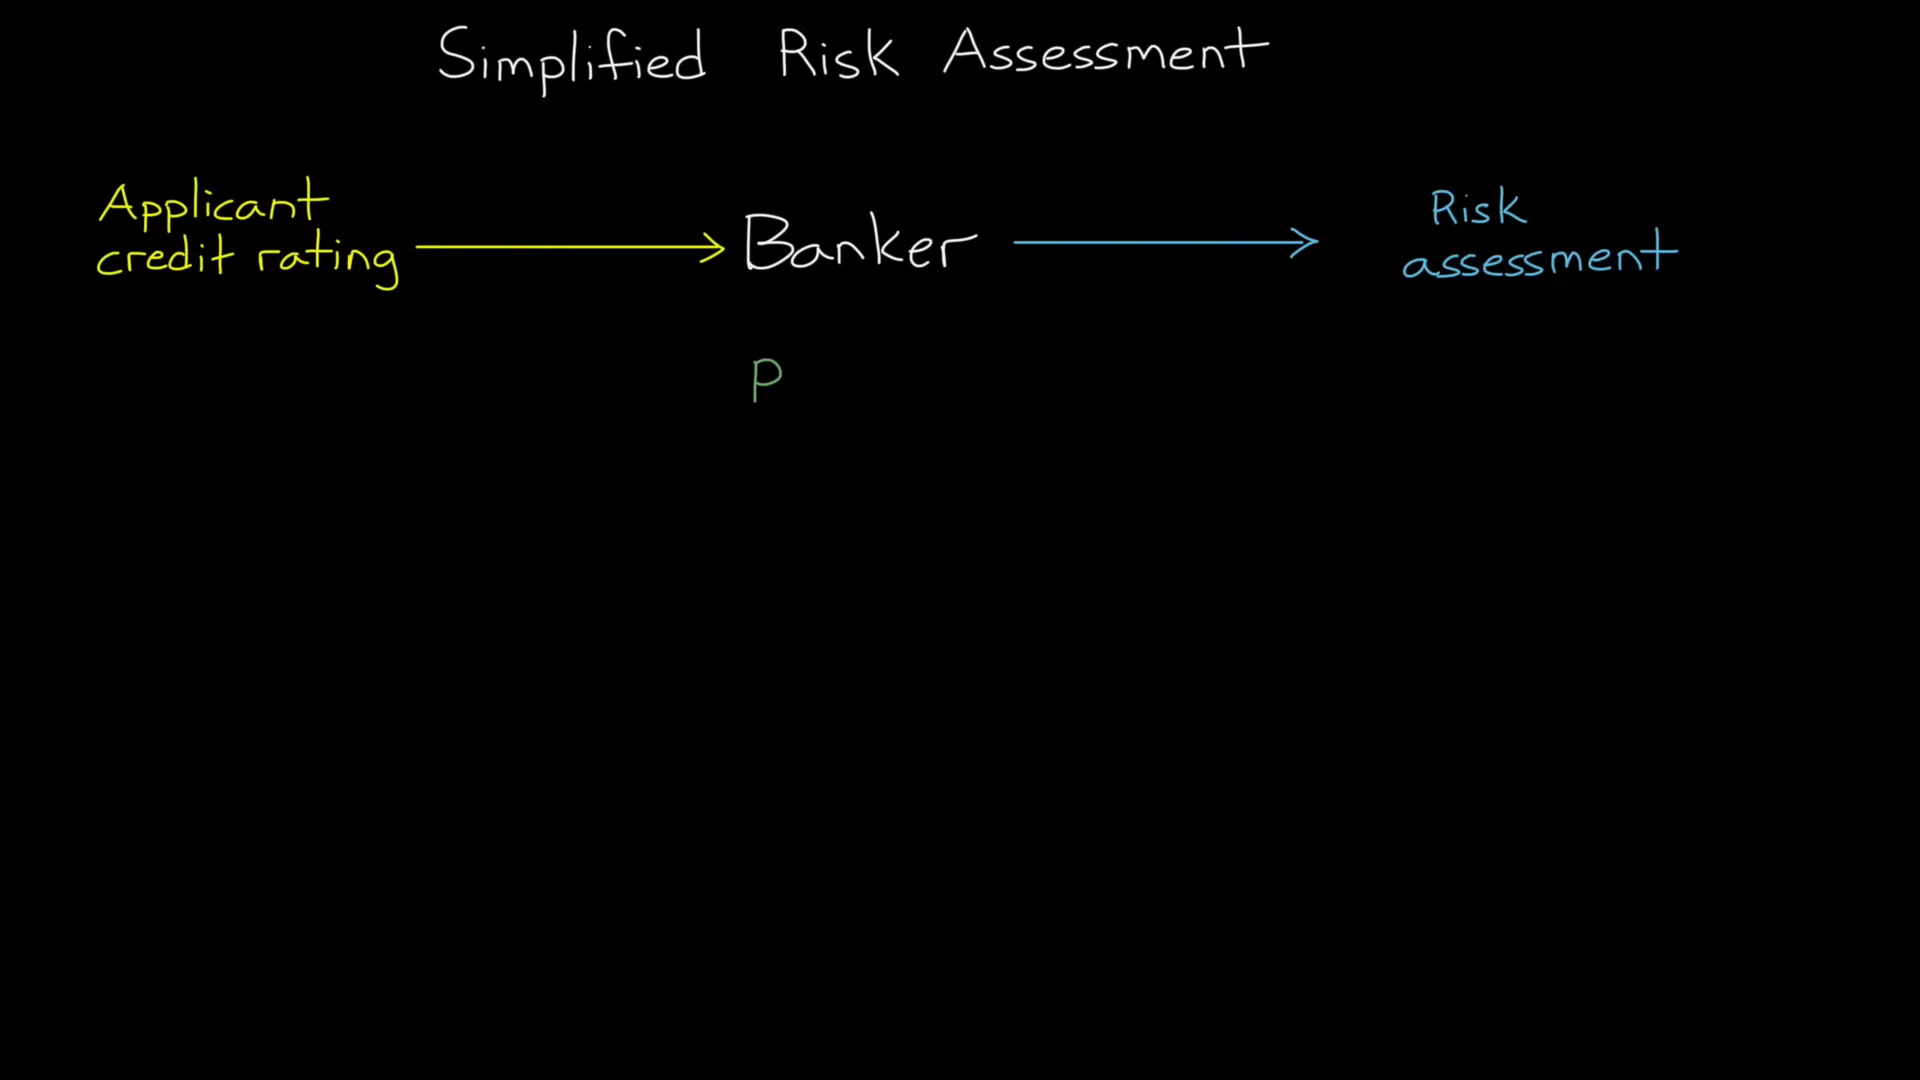 Simplified Risk Assessment
Applicant
credit rating
Banker
Risk
assessment
P